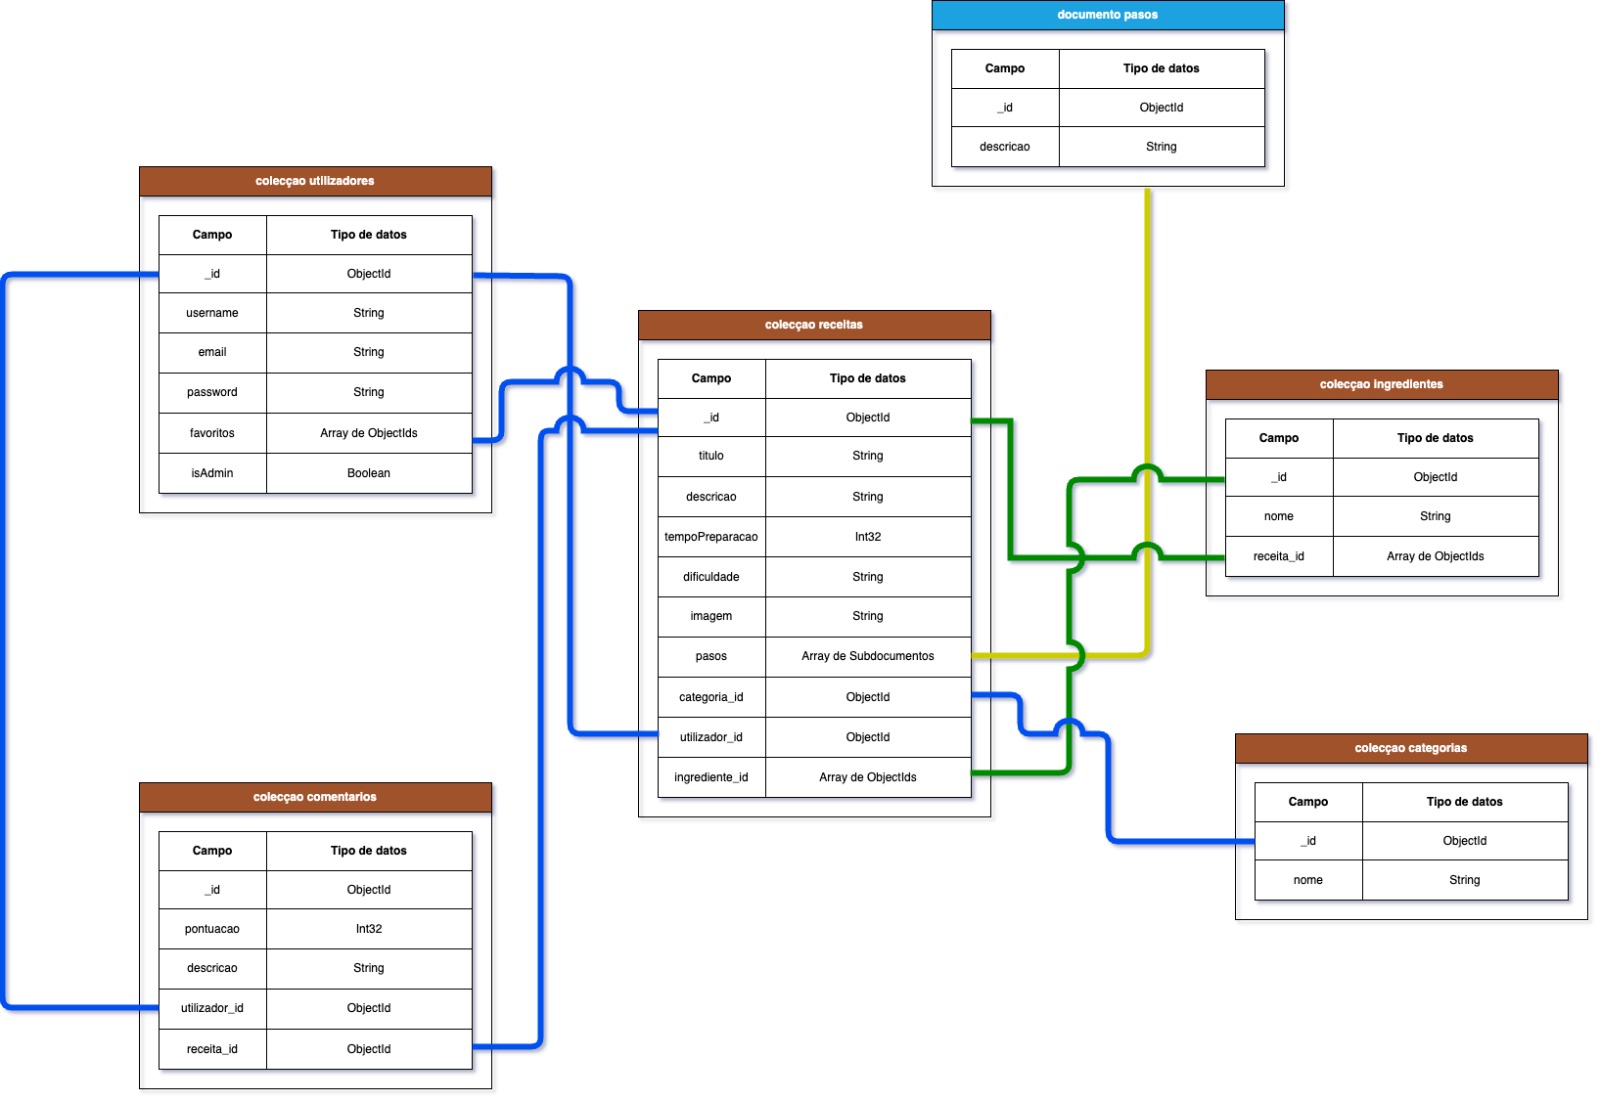 documento pasos
Campo Tipo de datos
_id ObjectId
descricao String
colecçao utilizadores
Campo Tipo de datos
_id ObjectId
username String
email String
password String
favoritos Array de ObjectIds
isAdmin Boolean
colecçao receitas
Campo Tipo de datos
_id ObjectId
titulo String
descricao String
tempoPreparacao Int32
dificuldade String
imagem String
pasos Array de Subdocumentos
categoria_id ObjectId
utilizador_id ObjectId
ingrediente_id Array de ObjectIds
colecçao ingredientes
Campo Tipo de datos
_id ObjectId
nome String
receita_id Array de ObjectIds
colecçao categorias
Campo Tipo de datos
_id ObjectId
nome String
colecçao comentarios
Campo Tipo de datos
_id ObjectId
pontuacao Int32
descricao String
utilizador_id ObjectId
receita_id ObjectId